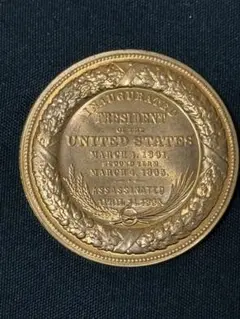 INAUGURATED
PRESIDENT
OF THE
UNITED STATES
MARCH 4, 1861.
SECOND TERM
MARCH 4, 1865.
ASSASSINATED
APRIL 14, 1865.